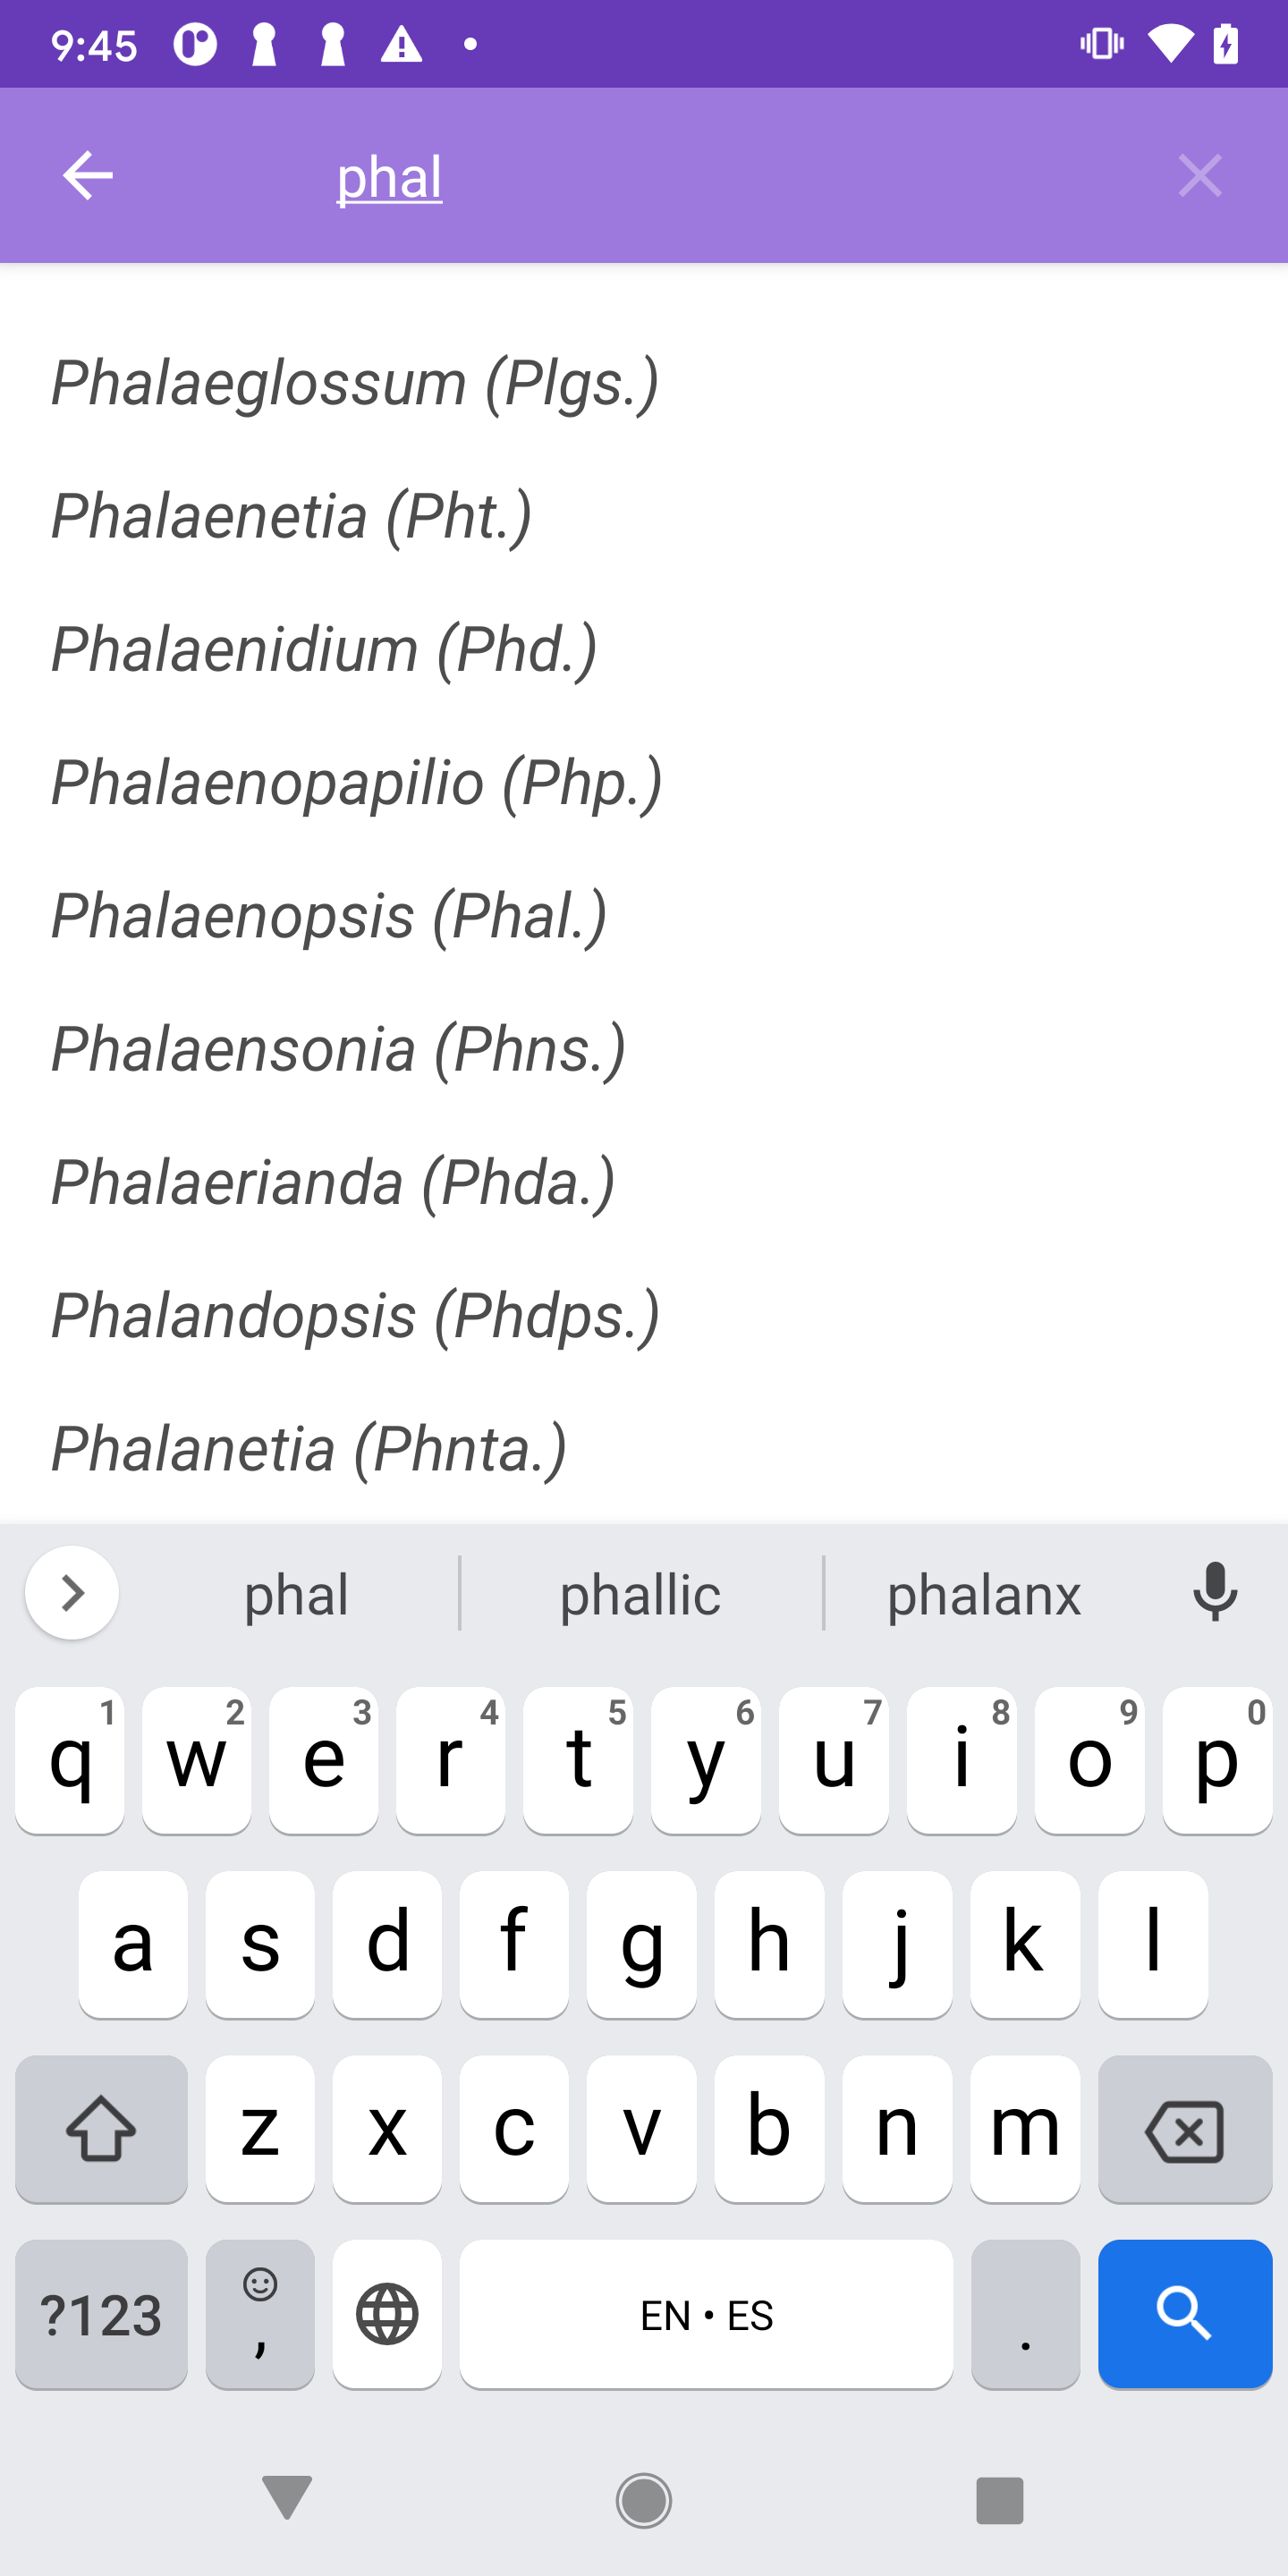 9:45
phal
Phalaeglossum (Plgs.)
Phalaenetia (Pht.)
Phalaenidium (Phd.)
Phalaenopapilio (Php.)
Phalaenopsis (Phal.)
Phalaensonia (Phns.)
Phalaerianda (Phda.)
Phalandopsis (Phdps.)
Phalanetia (Phnta.)
phal phallic phalanx
1 2 3 4 5 6 7 8 9 0
q w e r t y u i o p
a s d f g h j k l
z x c v b n m
?123 , EN • ES .